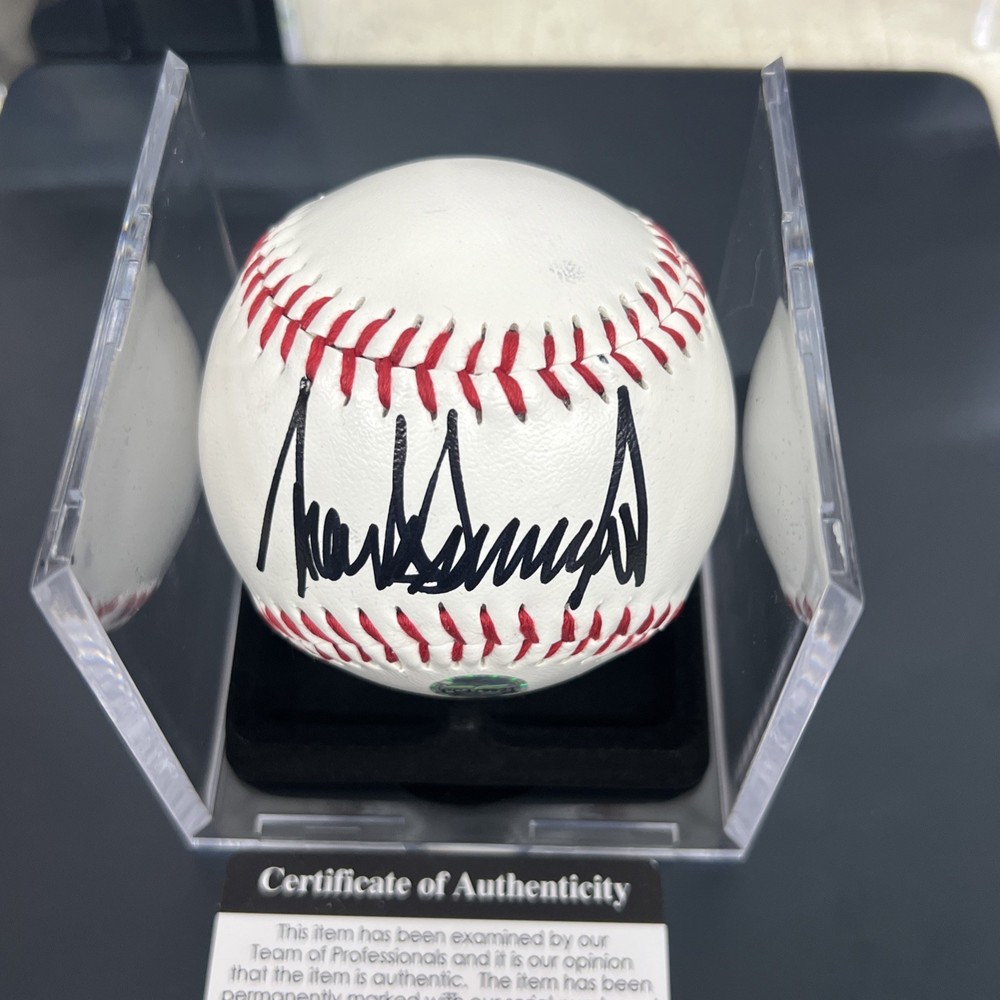 Certificate of Authenticity
This item has been examined by our
Team of Professionals and it is our opinion
that the item is authentic. The item has been
permanently marked with our